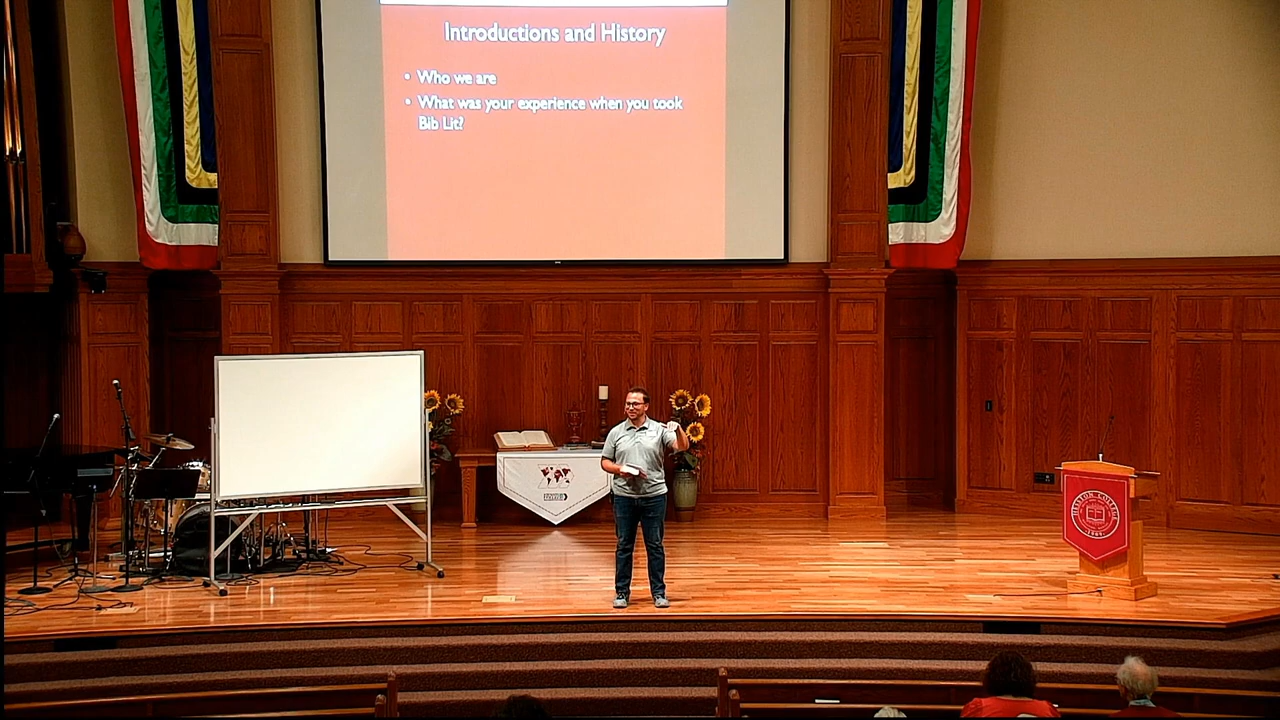 Introductions and History
• Who we are
• What was your experience when you took
Bib Lit?